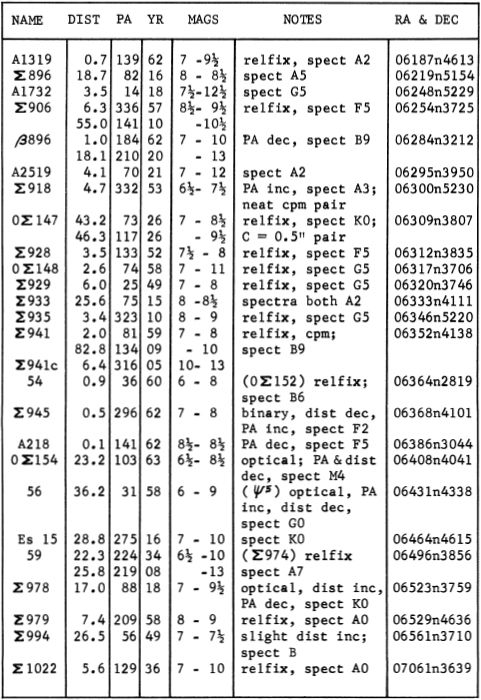 NAME DIST PA YR MAGS NOTES RA & DEC
A1319 0.7 139 62 7 -9½ relfix, spect A2 06187n4613
Σ896 18.7 82 16 8 - 8½ spect A5 06219n5154
A1732 3.5 14 18 7½-12½ spect G5 06248n5229
Σ906 6.3 336 57 8½- 9½ relfix, spect F5 06254n3725
55.0 141 10 -10½
β896 1.0 184 62 7 - 10 PA dec, spect B9 06284n3212
18.1 210 20 - 13
A2519 4.1 70 21 7 - 12 spect A2 06295n3950
Σ918 4.7 332 53 6½- 7½ PA inc, spect A3; 06300n5230
neat cpm pair
OΣ147 43.2 73 26 7 - 8½ relfix, spect K0; 06309n3807
46.3 117 26 - 9½ C = 0.5" pair
Σ928 3.5 133 52 7½ - 8 relfix, spect F5 06312n3835
OΣ148 2.6 74 58 7 - 11 relfix, spect G5 06317n3706
Σ929 6.0 25 49 7 - 8 relfix, spect G5 06320n3746
Σ933 25.6 75 15 8 -8½ spectra both A2 06333n4111
Σ935 3.4 323 10 8 - 9 relfix, spect G5 06346n5220
Σ941 2.0 81 59 7 - 8 relfix, cpm; 06352n4138
82.8 134 09 - 10 spect B9
Σ941c 6.4 316 05 10- 13
54 0.9 36 60 6 - 8 (OΣ152) relfix; 06364n2819
spect B6
Σ945 0.5 296 62 7 - 8 binary, dist dec, 06368n4101
PA inc, spect F2
A218 0.1 141 62 8½- 8½ PA dec, spect F5 06386n3044
OΣ154 23.2 103 63 6½- 8½ optical; PA & dist 06408n4041
dec, spect M4
56 36.2 31 58 6 - 9 (ψ⁵) optical, PA 06431n4338
inc, dist dec,
spect G0
Es 15 28.8 275 16 7 - 10 spect K0 06464n4615
59 22.3 224 34 6½ -10 (Σ974) relfix 06496n3856
25.8 219 08 -13 spect A7
Σ978 17.0 88 18 7 - 9½ optical, dist inc, 06523n3759
PA dec, spect K0
Σ979 7.4 209 58 8 - 9 relfix, spect A0 06529n4636
Σ994 26.5 56 49 7 - 7½ slight dist inc; 06561n3710
spect B
Σ1022 5.6 129 36 7 - 10 relfix, spect A0 07061n3639